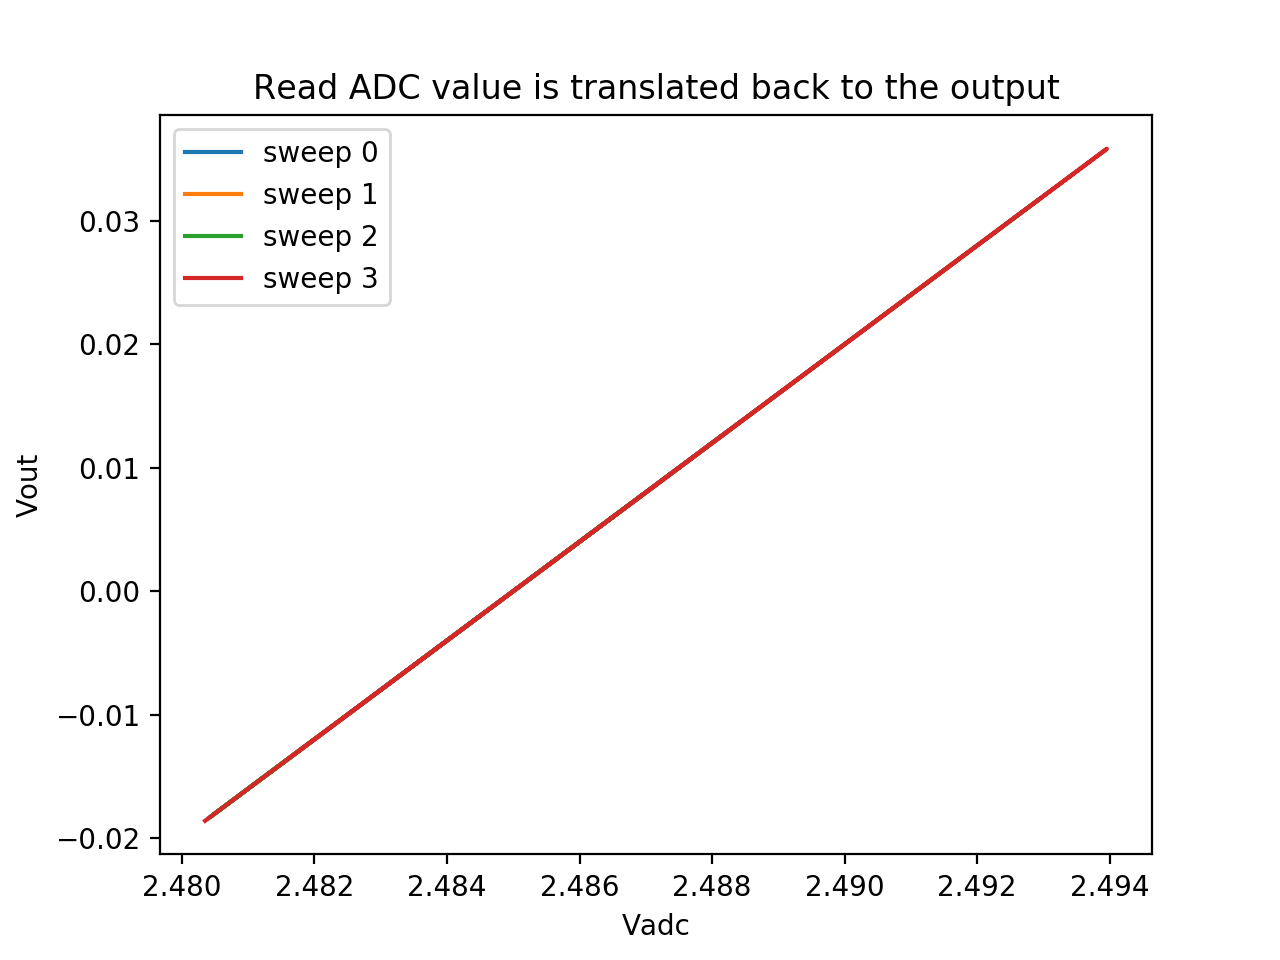 Read ADC value is translated back to the output
sweep 0
sweep 1
sweep 2
sweep 3
0.03
0.02
0.01
0.00
−0.01
−0.02
Vout
2.480 2.482 2.484 2.486 2.488 2.490 2.492 2.494
Vadc